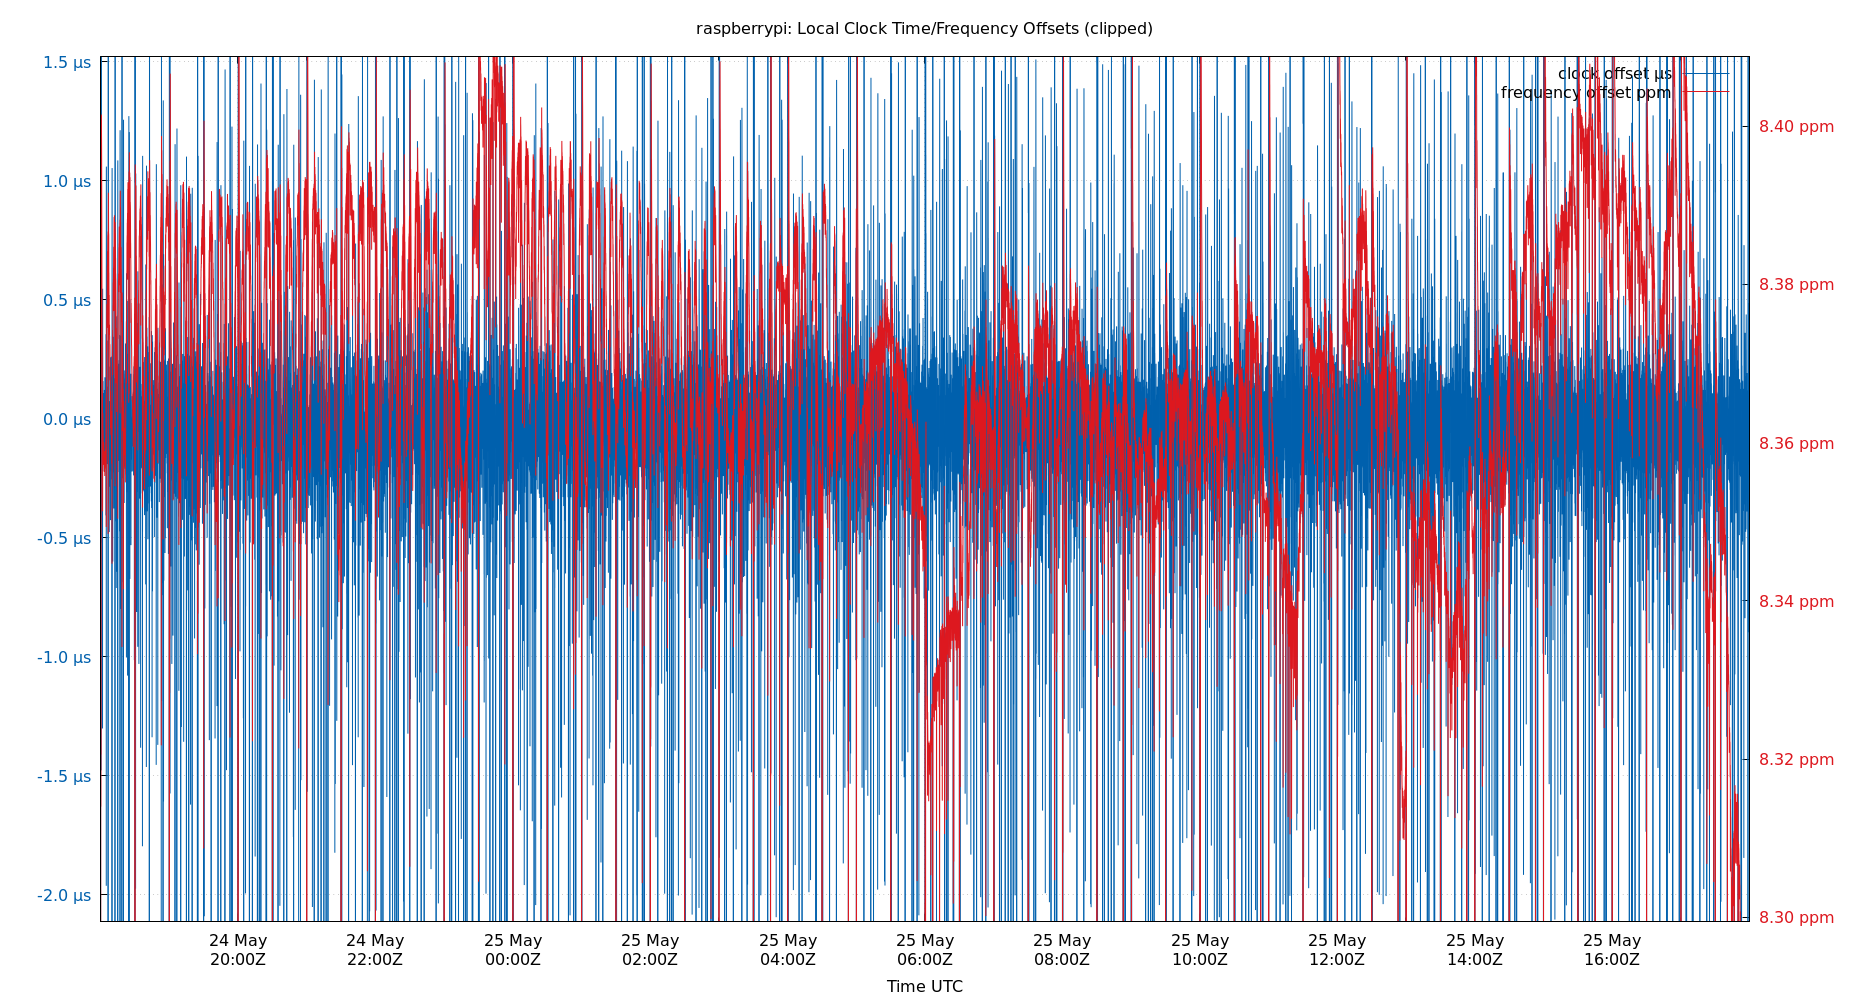 raspberrypi: Local Clock Time/Frequency Offsets (clipped)
clock offset µs
frequency offset ppm
1.5 µs
1.0 µs
0.5 µs
0.0 µs
-0.5 µs
-1.0 µs
-1.5 µs
-2.0 µs
8.40 ppm
8.38 ppm
8.36 ppm
8.34 ppm
8.32 ppm
8.30 ppm
24 May 24 May 25 May 25 May 25 May 25 May 25 May 25 May 25 May 25 May 25 May
20:00Z 22:00Z 00:00Z 02:00Z 04:00Z 06:00Z 08:00Z 10:00Z 12:00Z 14:00Z 16:00Z
Time UTC